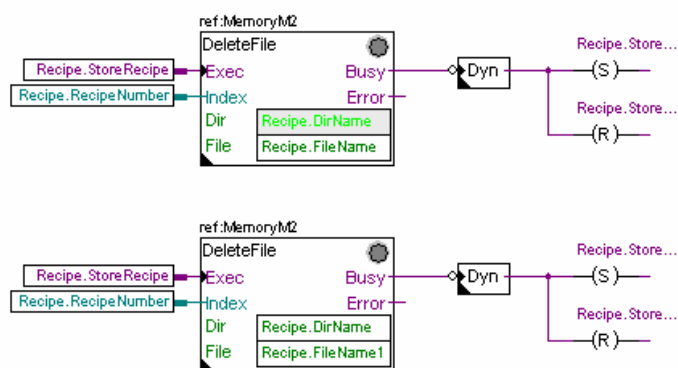 ref:MemoryM2
DeleteFile
Recipe.StoreRecipe
Exec
Busy
Dyn
Recipe.Store...
(S)
Recipe.RecipeNumber
Index
Error
Recipe.Store...
Dir
Recipe.DirName
(R)
File
Recipe.FileName
ref:MemoryM2
DeleteFile
Recipe.Store...
Recipe.StoreRecipe
Exec
Busy
Dyn
(S)
Recipe.RecipeNumber
Index
Error
Recipe.Store...
Dir
Recipe.DirName
(R)
File
Recipe.FileName1